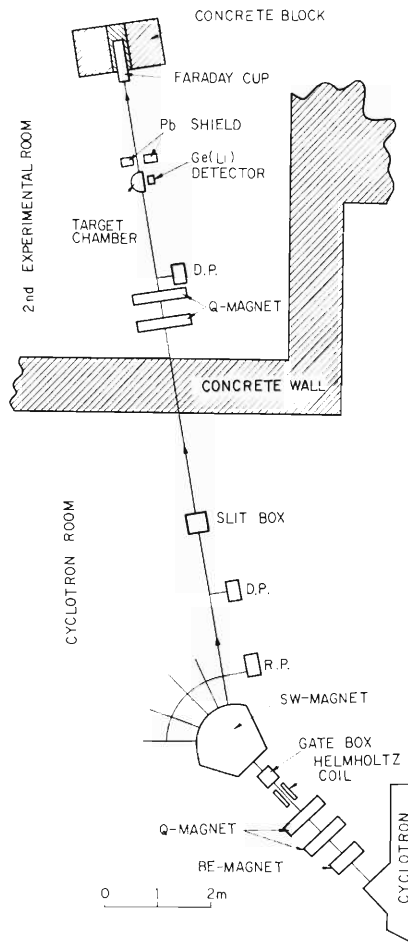 CONCRETE BLOCK
FARADAY CUP
Pb SHIELD
Ge(Li)
DETECTOR
2nd EXPERIMENTAL ROOM
TARGET
CHAMBER
D.P.
Q-MAGNET
CONCRETE WALL
CYCLOTRON ROOM
SLIT BOX
D.P.
R.P.
SW-MAGNET
GATE BOX
HELMHOLTZ
COIL
Q-MAGNET
BE-MAGNET
CYCLOTRON
0 1 2m